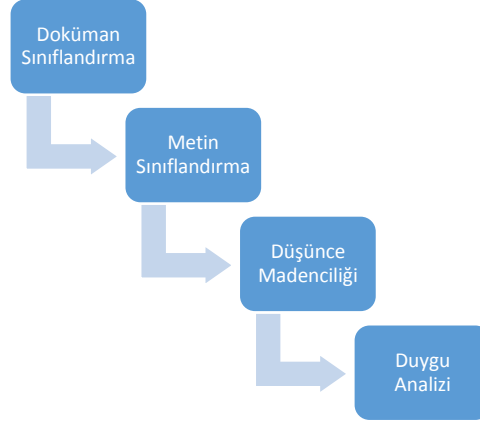 Doküman
Sınıflandırma
Metin
Sınıflandırma
Düşünce
Madenciliği
Duygu
Analizi